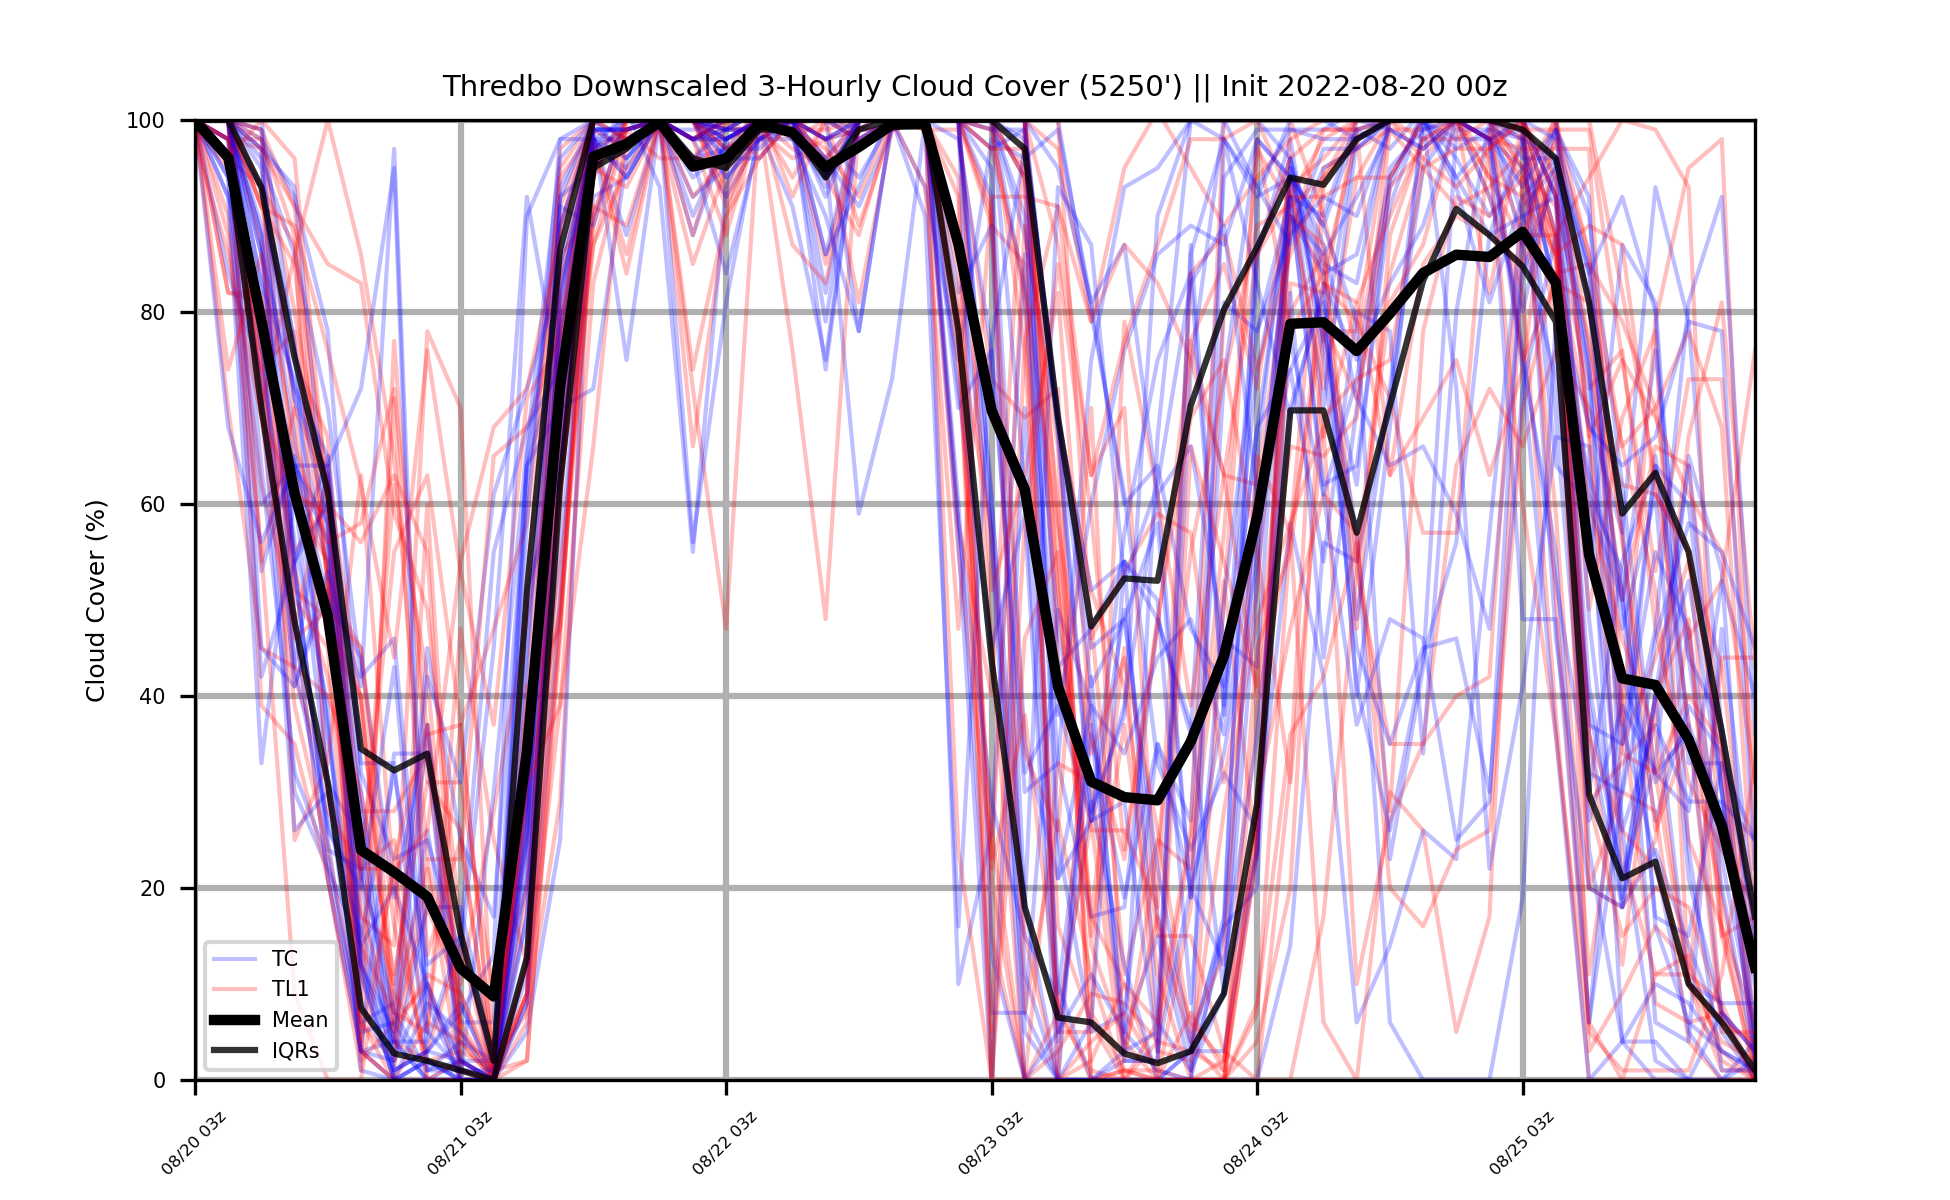 Thredbo Downscaled 3-Hourly Cloud Cover (5250') || Init 2022-08-20 00z
Cloud Cover (%)
100
80
60
40
20
0
TC
TL1
Mean
IQRs
08/20 03z
08/21 03z
08/22 03z
08/23 03z
08/24 03z
08/25 03z